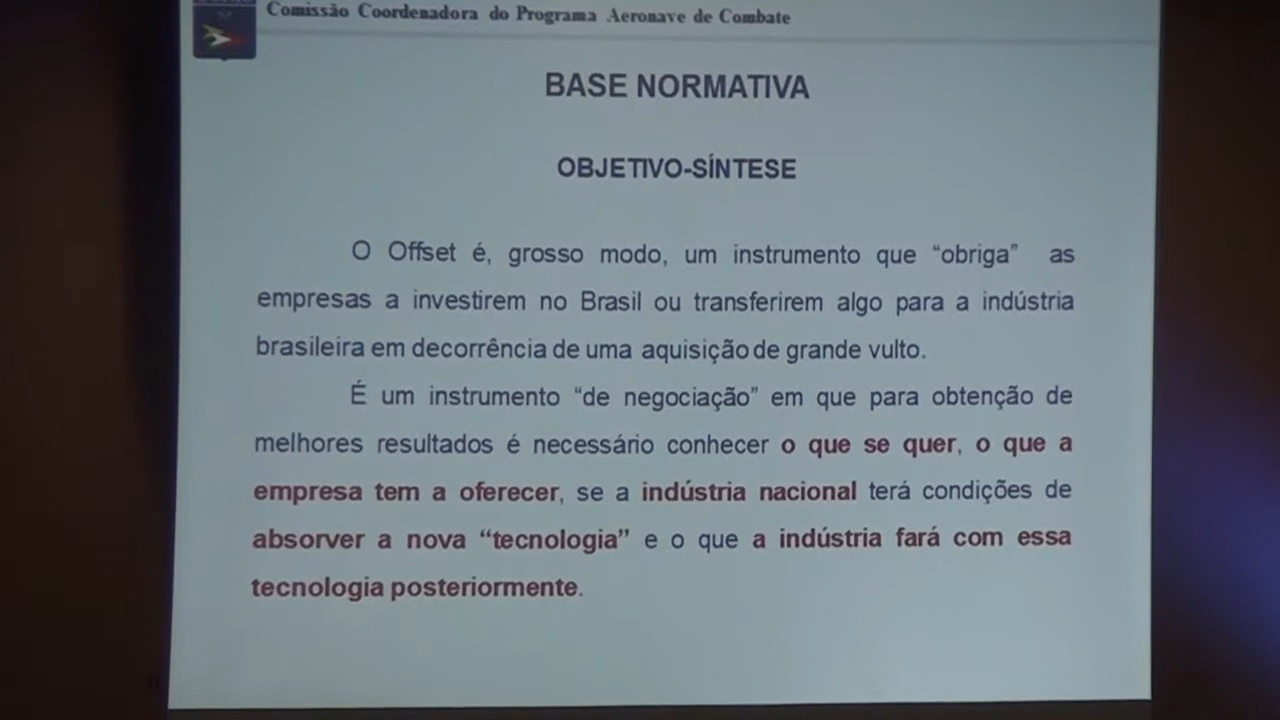 Comissão Coordenadora do Programa Aeronave de Combate
BASE NORMATIVA
OBJETIVO-SÍNTESE
O Offset é, grosso modo, um instrumento que “obriga” as
empresas a investirem no Brasil ou transferirem algo para a indústria
brasileira em decorrência de uma aquisição de grande vulto.
É um instrumento “de negociação” em que para obtenção de
melhores resultados é necessário conhecer o que se quer, o que a
empresa tem a oferecer, se a indústria nacional terá condições de
absorver a nova “tecnologia” e o que a indústria fará com essa
tecnologia posteriormente.